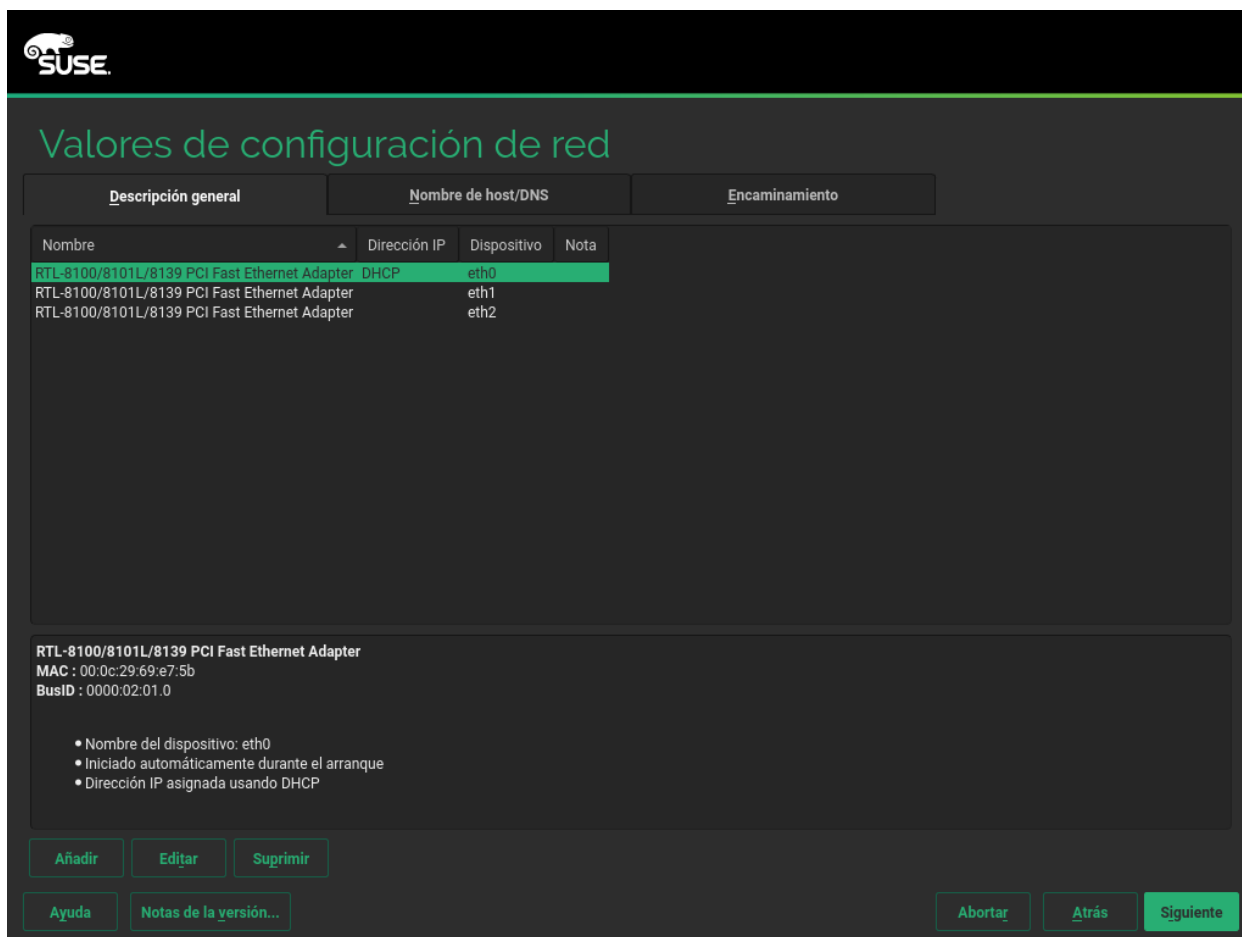 SUSE.
Valores de configuración de red
Descripción general Nombre de host/DNS Encaminamiento
Nombre Dirección IP Dispositivo Nota
RTL-8100/8101L/8139 PCI Fast Ethernet Adapter DHCP eth0
RTL-8100/8101L/8139 PCI Fast Ethernet Adapter eth1
RTL-8100/8101L/8139 PCI Fast Ethernet Adapter eth2
RTL-8100/8101L/8139 PCI Fast Ethernet Adapter
MAC : 00:0c:29:69:e7:5b
BusID : 0000:02:01.0
• Nombre del dispositivo: eth0
• Iniciado automáticamente durante el arranque
• Dirección IP asignada usando DHCP
Añadir Editar Suprimir
Ayuda Notas de la versión... Abortar Atrás Siguiente